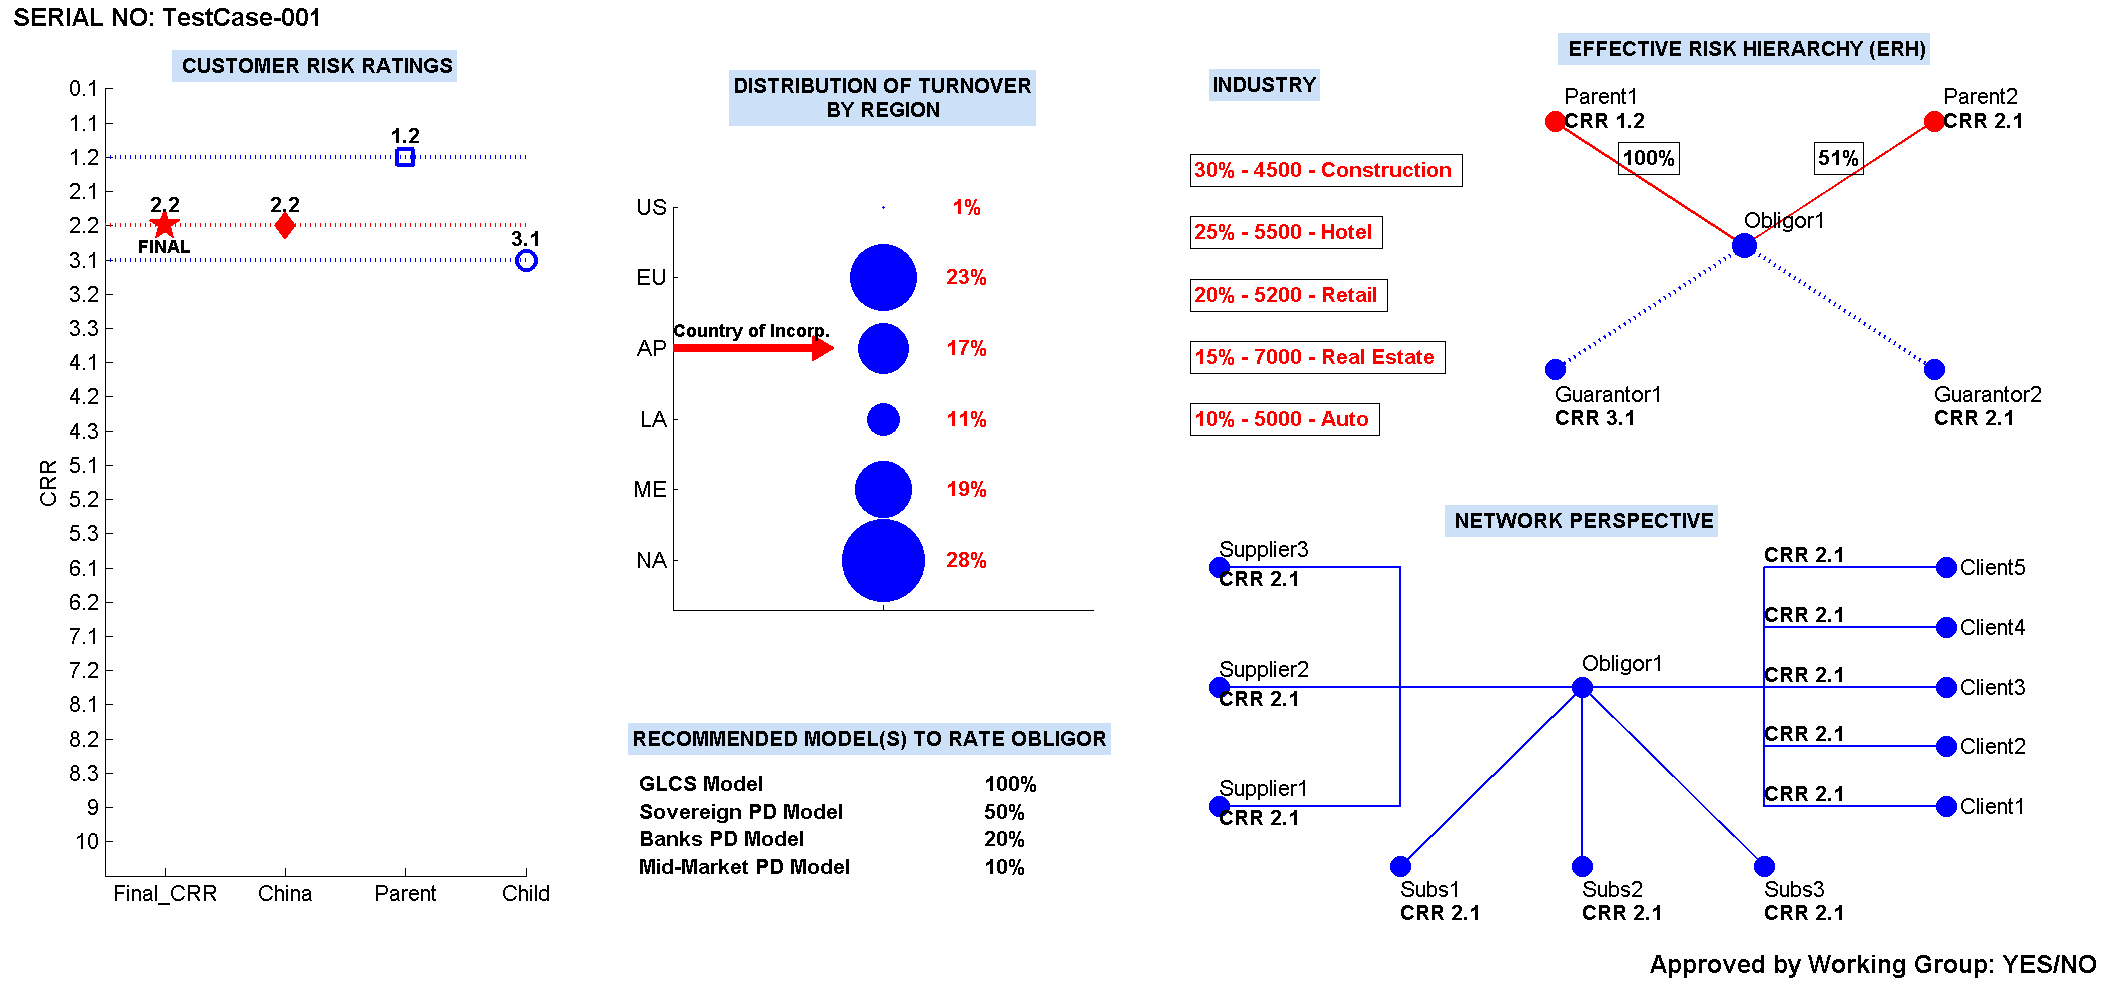 SERIAL NO: TestCase-001
CUSTOMER RISK RATINGS
CRR
0.1
1.1
1.2
2.1
2.2
3.1
3.2
3.3
4.1
4.2
4.3
5.1
5.2
5.3
6.1
6.2
7.1
7.2
8.1
8.2
8.3
9
10
1.2
2.2
FINAL
2.2
3.1
Final_CRR
China
Parent
Child
DISTRIBUTION OF TURNOVER
BY REGION
US 1%
EU 23%
Country of Incorp.
AP 17%
LA 11%
ME 19%
NA 28%
RECOMMENDED MODEL(S) TO RATE OBLIGOR
GLCS Model 100%
Sovereign PD Model 50%
Banks PD Model 20%
Mid-Market PD Model 10%
INDUSTRY
30% - 4500 - Construction
25% - 5500 - Hotel
20% - 5200 - Retail
15% - 7000 - Real Estate
10% - 5000 - Auto
EFFECTIVE RISK HIERARCHY (ERH)
Parent1
CRR 1.2
Parent2
CRR 2.1
100%
51%
Obligor1
Guarantor1
CRR 3.1
Guarantor2
CRR 2.1
NETWORK PERSPECTIVE
Supplier3
CRR 2.1
Supplier2
CRR 2.1
Supplier1
CRR 2.1
Obligor1
CRR 2.1 Client5
CRR 2.1 Client4
CRR 2.1 Client3
CRR 2.1 Client2
CRR 2.1 Client1
Subs1
CRR 2.1
Subs2
CRR 2.1
Subs3
CRR 2.1
Approved by Working Group: YES/NO